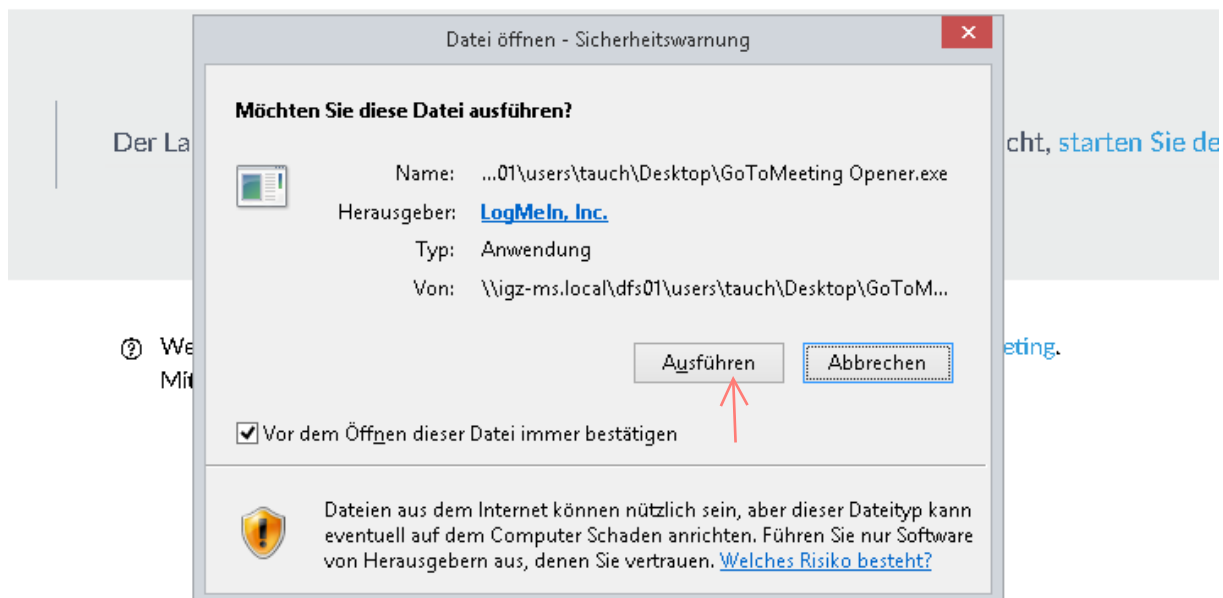 Datei öffnen - Sicherheitswarnung
Möchten Sie diese Datei ausführen?
Der La
cht, starten Sie de
Name: ...01\users\tauch\Desktop\GoToMeeting Opener.exe
Herausgeber: LogMeIn, Inc.
Typ: Anwendung
Von: \\igz-ms.local\dfs01\users\tauch\Desktop\GoToM...
We
eting.
Mit
Ausführen Abbrechen
Vor dem Öffnen dieser Datei immer bestätigen
Dateien aus dem Internet können nützlich sein, aber dieser Dateityp kann
eventuell auf dem Computer Schaden anrichten. Führen Sie nur Software
von Herausgebern aus, denen Sie vertrauen. Welches Risiko besteht?